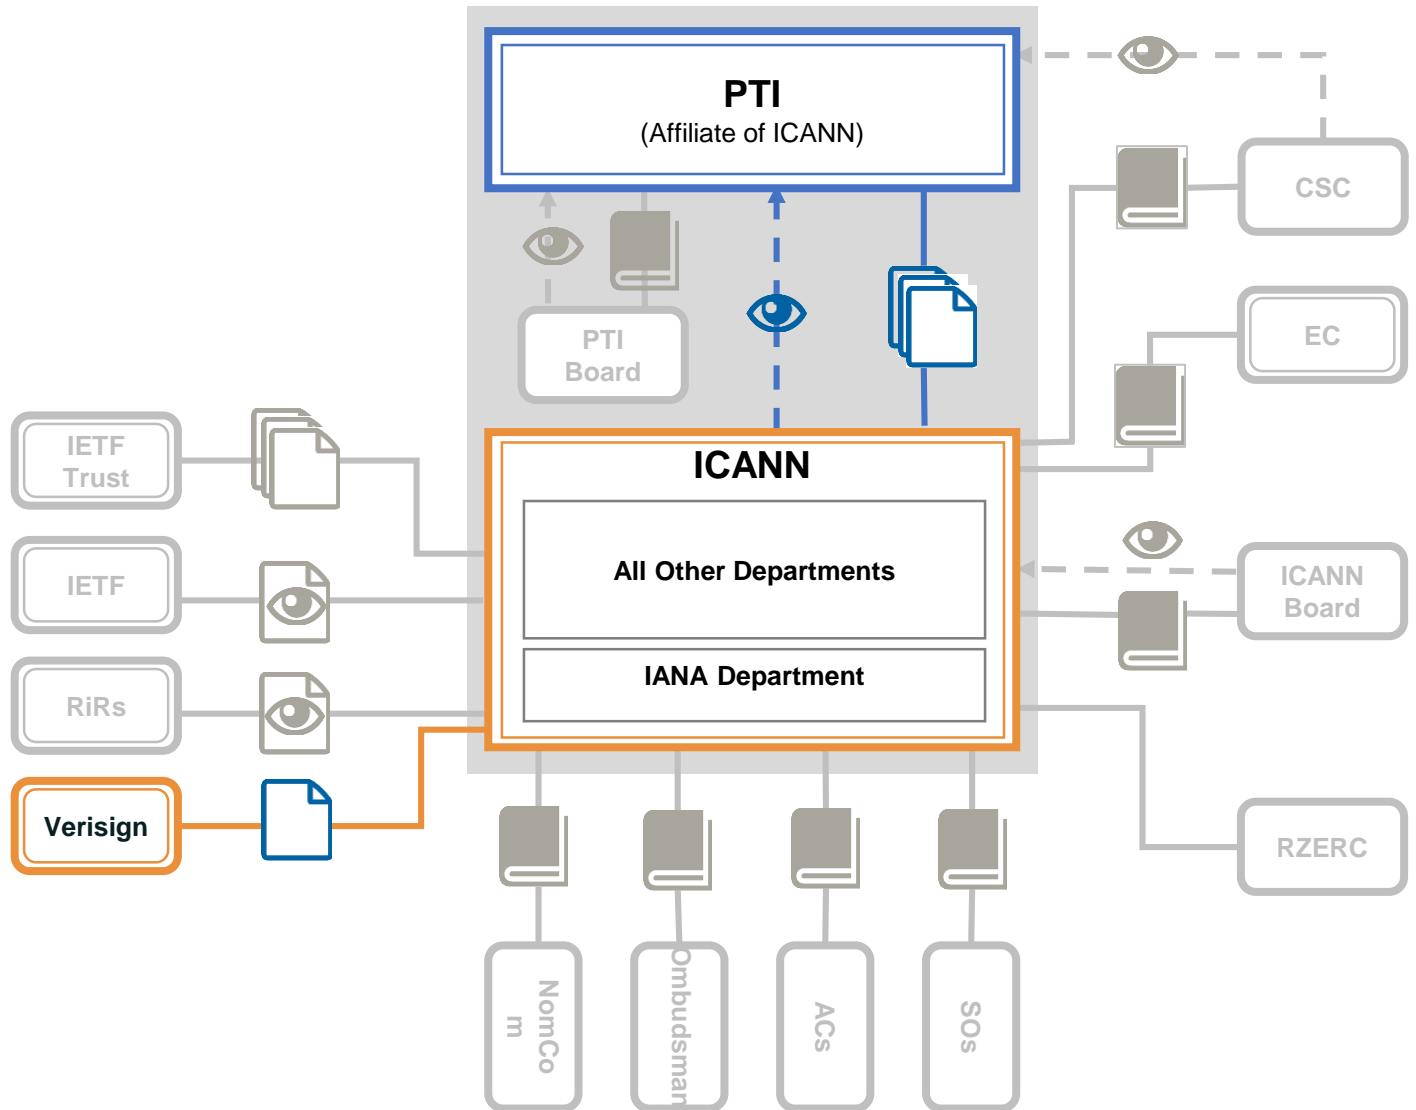 PTI
(Affiliate of ICANN)
CSC
PTI
Board
EC
IETF
Trust
ICANN
All Other Departments
ICANN
Board
IETF
IANA Department
RiRs
Verisign
RZERC
NomCo
m
Ombudsman
ACs
SOs